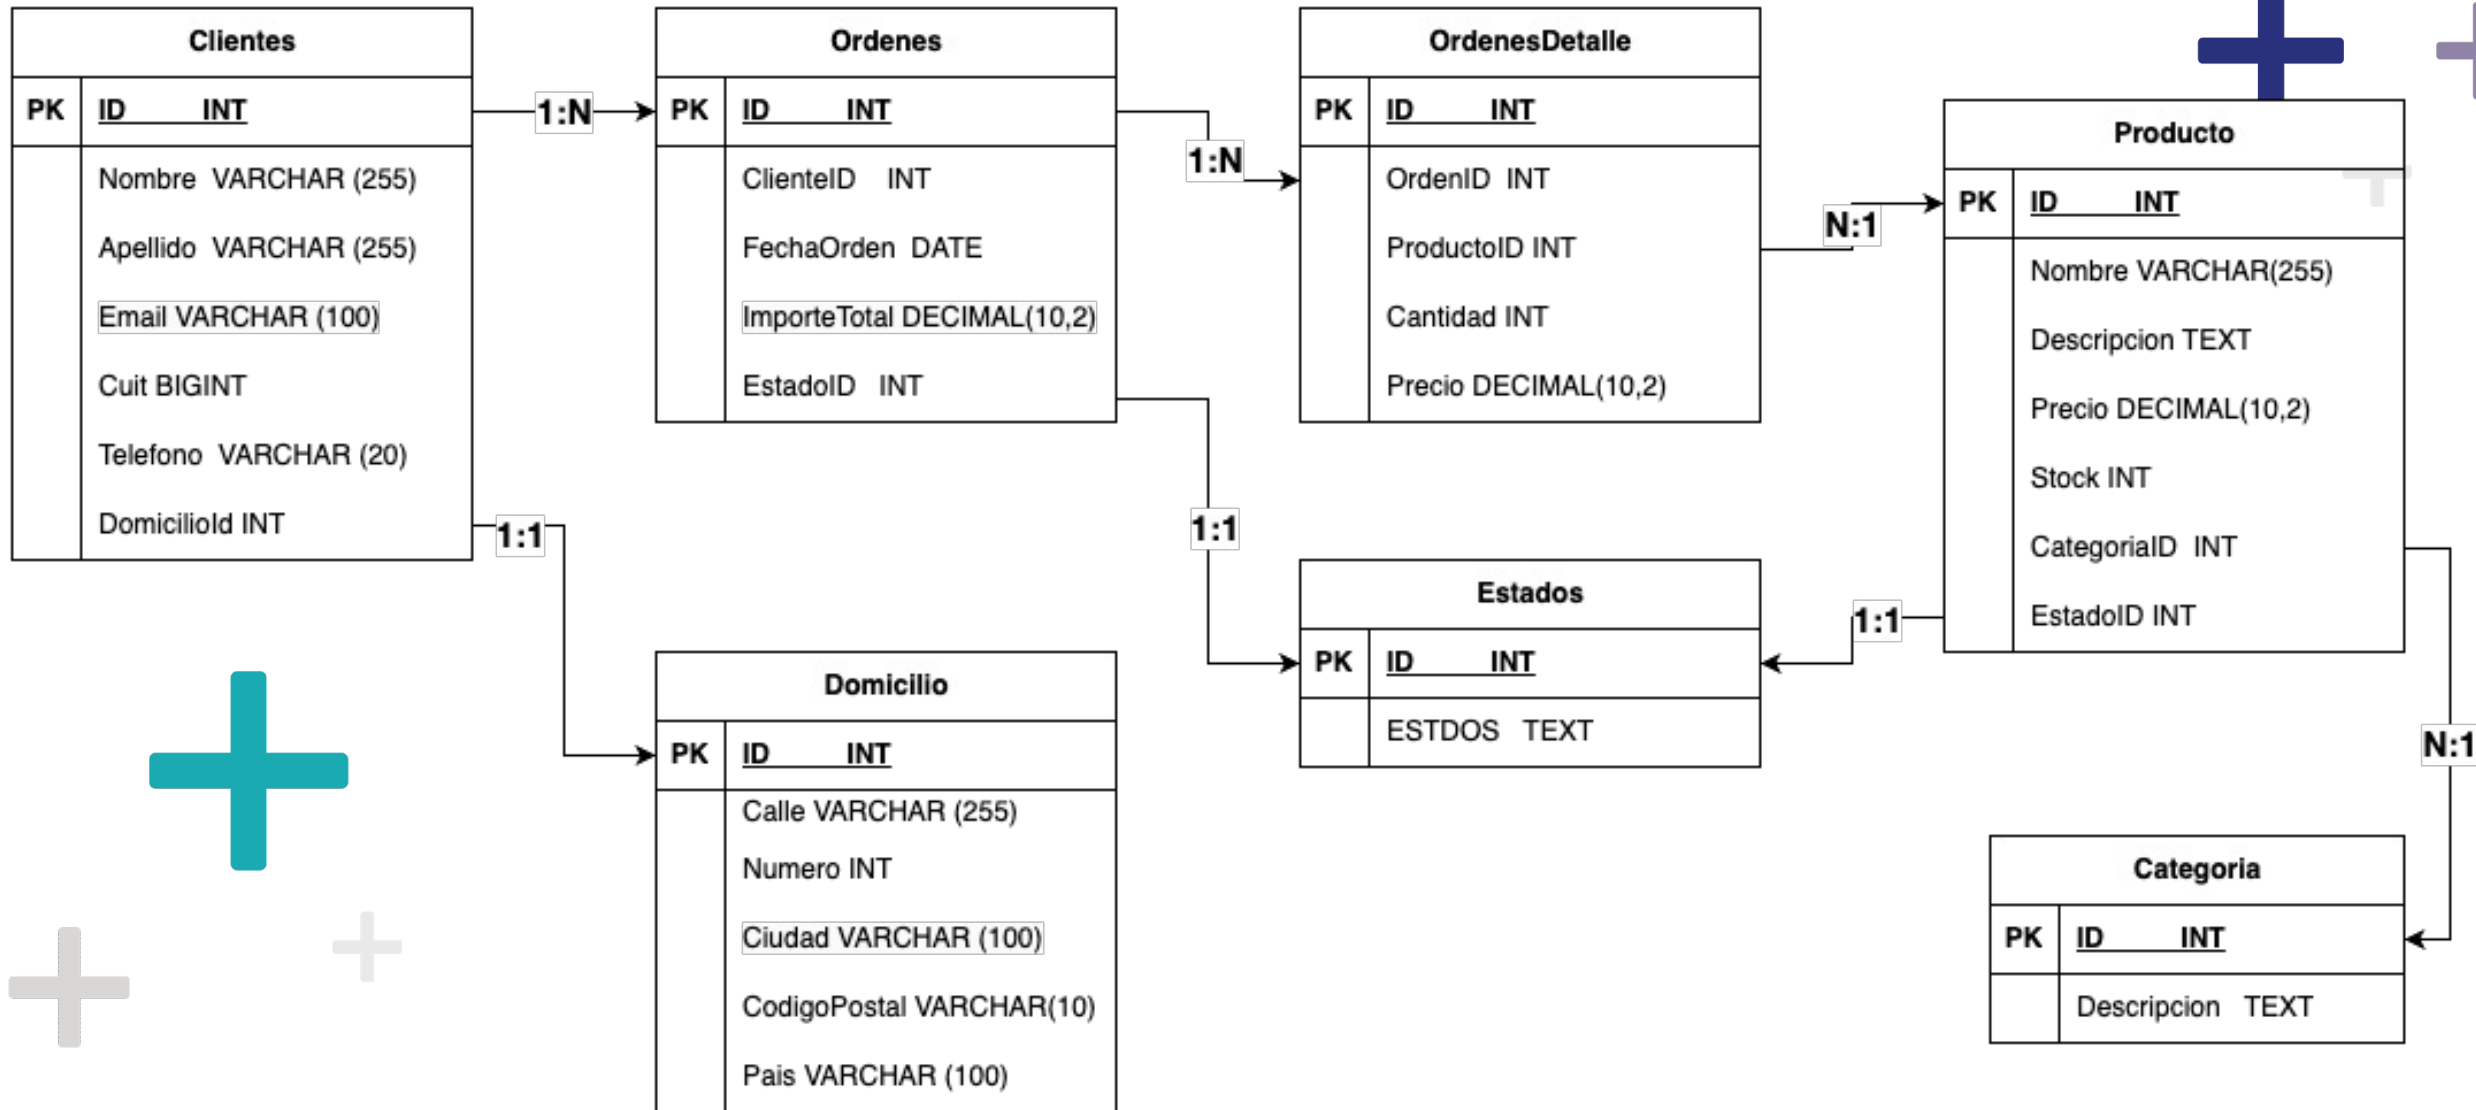 Clientes
PK ID INT
Nombre VARCHAR (255)
Apellido VARCHAR (255)
Email VARCHAR (100)
Cuit BIGINT
Telefono VARCHAR (20)
DomicilioId INT
1:N
1:1
Ordenes
PK ID INT
ClienteID INT
FechaOrden DATE
ImporteTotal DECIMAL(10,2)
EstadoID INT
1:N
1:1
OrdenesDetalle
PK ID INT
OrdenID INT
ProductoID INT
Cantidad INT
Precio DECIMAL(10,2)
N:1
Producto
PK ID INT
Nombre VARCHAR(255)
Descripcion TEXT
Precio DECIMAL(10,2)
Stock INT
CategoriaID INT
EstadoID INT
1:1
N:1
Estados
PK ID INT
ESTDOS TEXT
Domicilio
PK ID INT
Calle VARCHAR (255)
Numero INT
Ciudad VARCHAR (100)
CodigoPostal VARCHAR(10)
Pais VARCHAR (100)
Categoria
PK ID INT
Descripcion TEXT